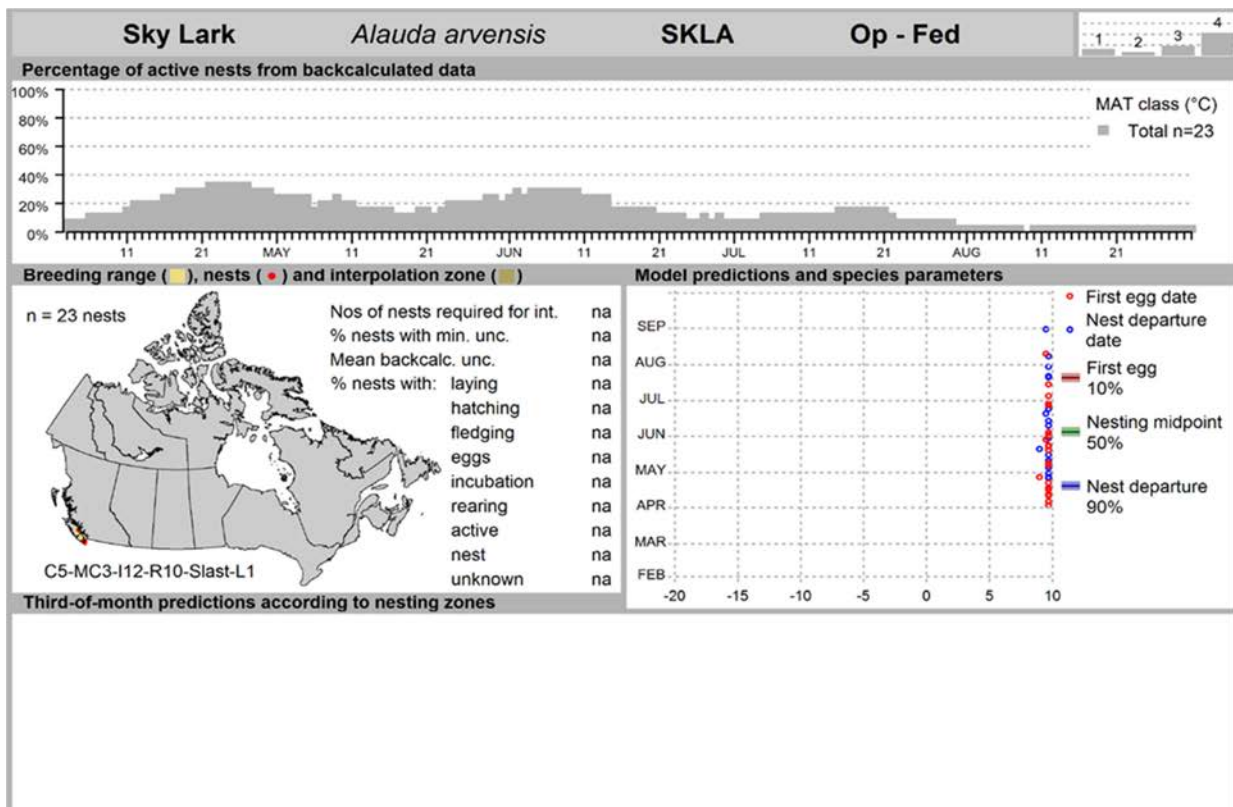 Sky Lark Alauda arvensis SKLA Op - Fed
1 2 3 4
Percentage of active nests from backcalculated data
100%
80%
60%
40%
20%
0%
MAT class (°C)
Total n=23
11 21 MAY 11 21 JUN 11 21 JUL 11 21 AUG 11 21
Breeding range ( ), nests ( ) and interpolation zone ( )
n = 23 nests
Nos of nests required for int. na
% nests with min. unc. na
Mean backcalc. unc. na
% nests with: laying na
hatching na
fledging na
eggs na
incubation na
rearing na
active na
nest na
unknown na
C5-MC3-I12-R10-Slast-L1
Model predictions and species parameters
SEP
AUG
JUL
JUN
MAY
APR
MAR
FEB
-20 -15 -10 -5 0 5 10
First egg date
Nest departure
date
First egg
10%
Nesting midpoint
50%
Nest departure
90%
Third-of-month predictions according to nesting zones